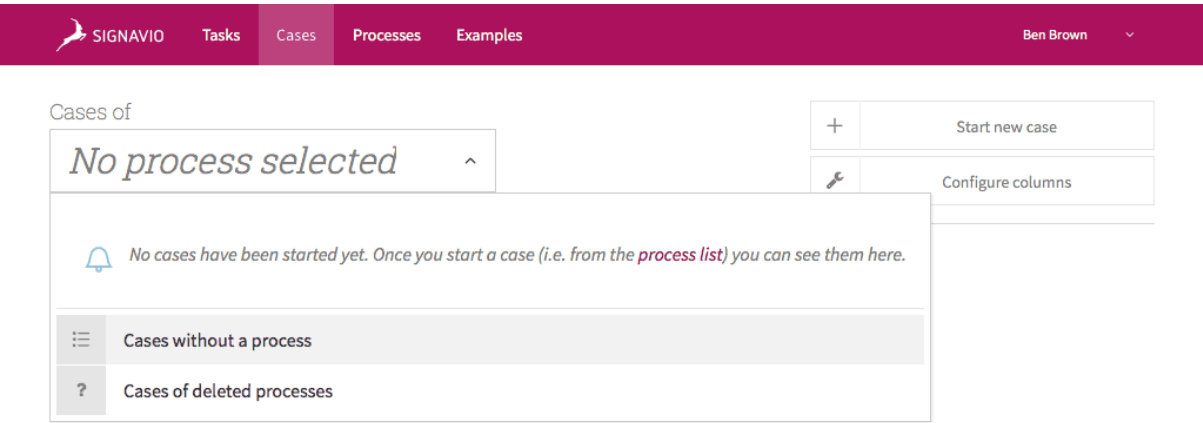 SIGNAVIO Tasks Cases Processes Examples Ben Brown
Cases of
No process selected
Start new case
Configure columns
No cases have been started yet. Once you start a case (i.e. from the process list) you can see them here.
Cases without a process
? Cases of deleted processes